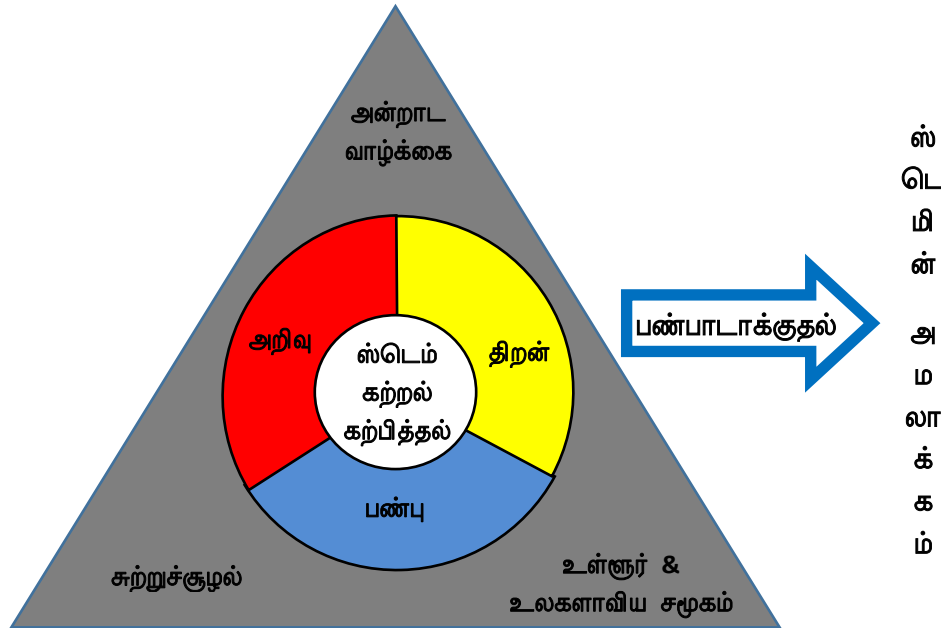 அன்றாட
வாழ்க்கை
அறிவு
திறன்
ஸ்டெம்
கற்றல்
கற்பித்தல்
பண்பு
சுற்றுச்சூழல்
உள்ளூர் &
உலகளாவிய சமூகம்
பண்பாடாக்குதல்
ஸ்
டெ
மி
ன்
அ
ம
லா
க்
க
ம்